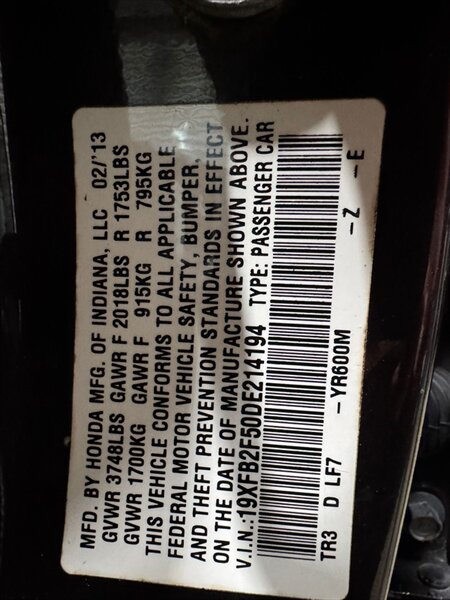 MFD. BY HONDA MFG. OF INDIANA, LLC 02/'13
GVWR 3748LBS GAWR F 2018LBS R 1753LBS
GVWR 1700KG GAWR F 915KG R 795KG
THIS VEHICLE CONFORMS TO ALL APPLICABLE
FEDERAL MOTOR VEHICLE SAFETY, BUMPER,
AND THEFT PREVENTION STANDARDS IN EFFECT
ON THE DATE OF MANUFACTURE SHOWN ABOVE.
V.I.N.:19XFB2F50DE214194 TYPE: PASSENGER CAR
TR3 D LF7 -YR600M -Z -E